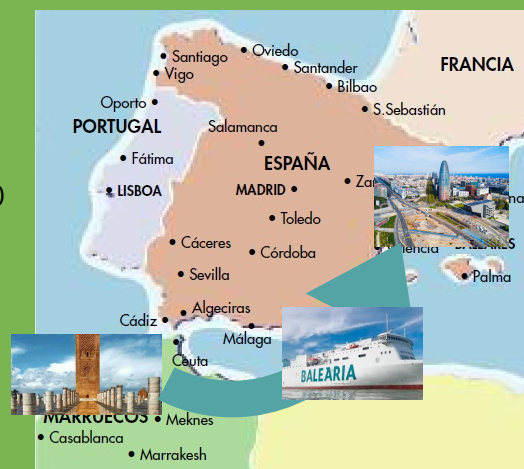 Santiago
Oviedo
Santander
FRANCIA
Vigo
Bilbao
Oporto
S.Sebastián
PORTUGAL
Salamanca
Fátima
ESPAÑA
LISBOA
MADRID
)
Toledo
Cáceres
Córdoba
Palma
Sevilla
Algeciras
Cádiz
Málaga
Ceuta
BALEARIA
MARRUECOS
Meknes
Casablanca
Marrakesh